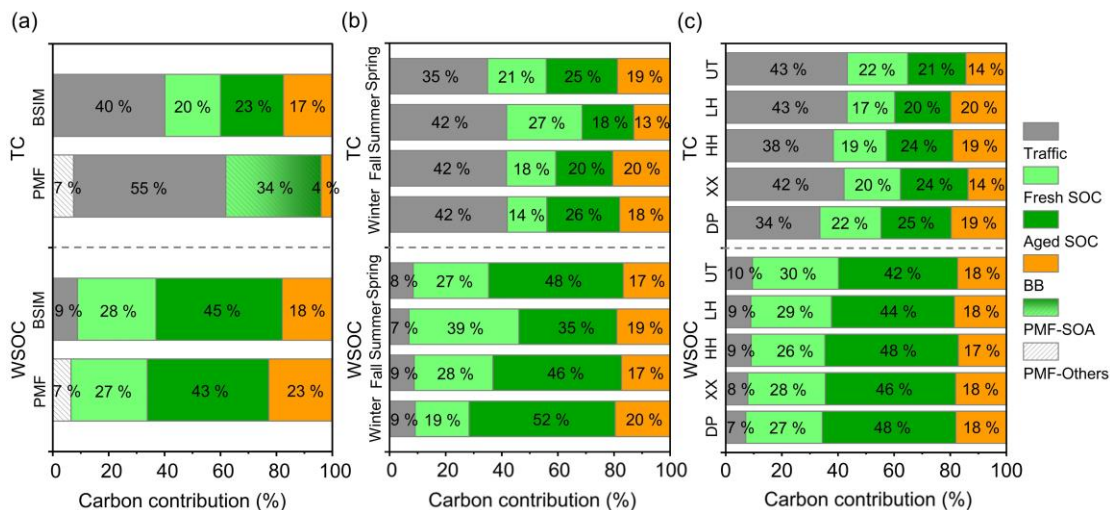 (a)
(b)
(c)
TC
BSIM
40 %
20 %
23 %
17 %
PMF
7 %
55 %
34 %
4 %
WSOC
BSIM
9 %
28 %
45 %
18 %
PMF
7 %
27 %
43 %
23 %
0 20 40 60 80 100
Carbon contribution (%)
TC
Spring
35 %
21 %
25 %
19 %
Summer
42 %
27 %
18 %
13 %
Fall
42 %
18 %
20 %
20 %
Winter
42 %
14 %
26 %
18 %
WSOC
Spring
8 %
27 %
48 %
17 %
Summer
7 %
39 %
35 %
19 %
Fall
9 %
28 %
46 %
17 %
Winter
9 %
19 %
52 %
20 %
0 20 40 60 80 100
Carbon contribution (%)
TC
UT
43 %
22 %
21 %
14 %
LH
43 %
17 %
20 %
20 %
HH
38 %
19 %
24 %
19 %
XX
42 %
20 %
24 %
14 %
DP
34 %
22 %
25 %
19 %
WSOC
UT
10 %
30 %
42 %
18 %
LH
9 %
29 %
44 %
18 %
HH
9 %
26 %
48 %
17 %
XX
8 %
28 %
46 %
18 %
DP
7 %
27 %
48 %
18 %
0 20 40 60 80 100
Carbon contribution (%)
Traffic
Fresh SOC
Aged SOC
BB
PMF-SOA
PMF-Others